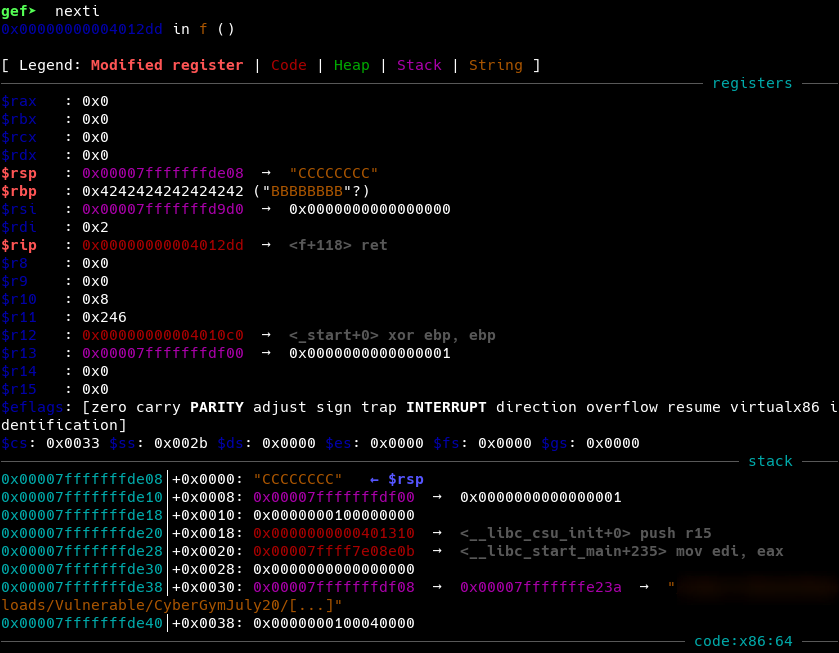 gef➤  nexti
0x00000000004012dd in f ()
[ Legend: Modified register | Code | Heap | Stack | String ]
registers
$rax   : 0x0
$rbx   : 0x0
$rcx   : 0x0
$rdx   : 0x0
$rsp   : 0x00007fffffffde08  →  "CCCCCCCC"
$rbp   : 0x4242424242424242 ("BBBBBBBB"?)
$rsi   : 0x00007fffffffd9d0  →  0x0000000000000000
$rdi   : 0x2
$rip   : 0x00000000004012dd  →  <f+118> ret
$r8    : 0x0
$r9    : 0x0
$r10   : 0x8
$r11   : 0x246
$r12   : 0x00000000004010c0  →  <_start+0> xor ebp, ebp
$r13   : 0x00007fffffffdf00  →  0x0000000000000001
$r14   : 0x0
$r15   : 0x0
$eflags: [zero carry PARITY adjust sign trap INTERRUPT direction overflow resume virtualx86 i
dentification]
$cs: 0x0033 $ss: 0x002b $ds: 0x0000 $es: 0x0000 $fs: 0x0000 $gs: 0x0000
stack
0x00007fffffffde08│+0x0000: "CCCCCCCC"   ← $rsp
0x00007fffffffde10│+0x0008: 0x00007fffffffdf00  →  0x0000000000000001
0x00007fffffffde18│+0x0010: 0x0000000100000000
0x00007fffffffde20│+0x0018: 0x0000000000401310  →  <__libc_csu_init+0> push r15
0x00007fffffffde28│+0x0020: 0x00007ffff7e08e0b  →  <__libc_start_main+235> mov edi, eax
0x00007fffffffde30│+0x0028: 0x0000000000000000
0x00007fffffffde38│+0x0030: 0x00007fffffffdf08  →  0x00007fffffffe23a  →  "
loads/Vulnerable/CyberGymJuly20/[...]"
0x00007fffffffde40│+0x0038: 0x0000000100040000
code:x86:64